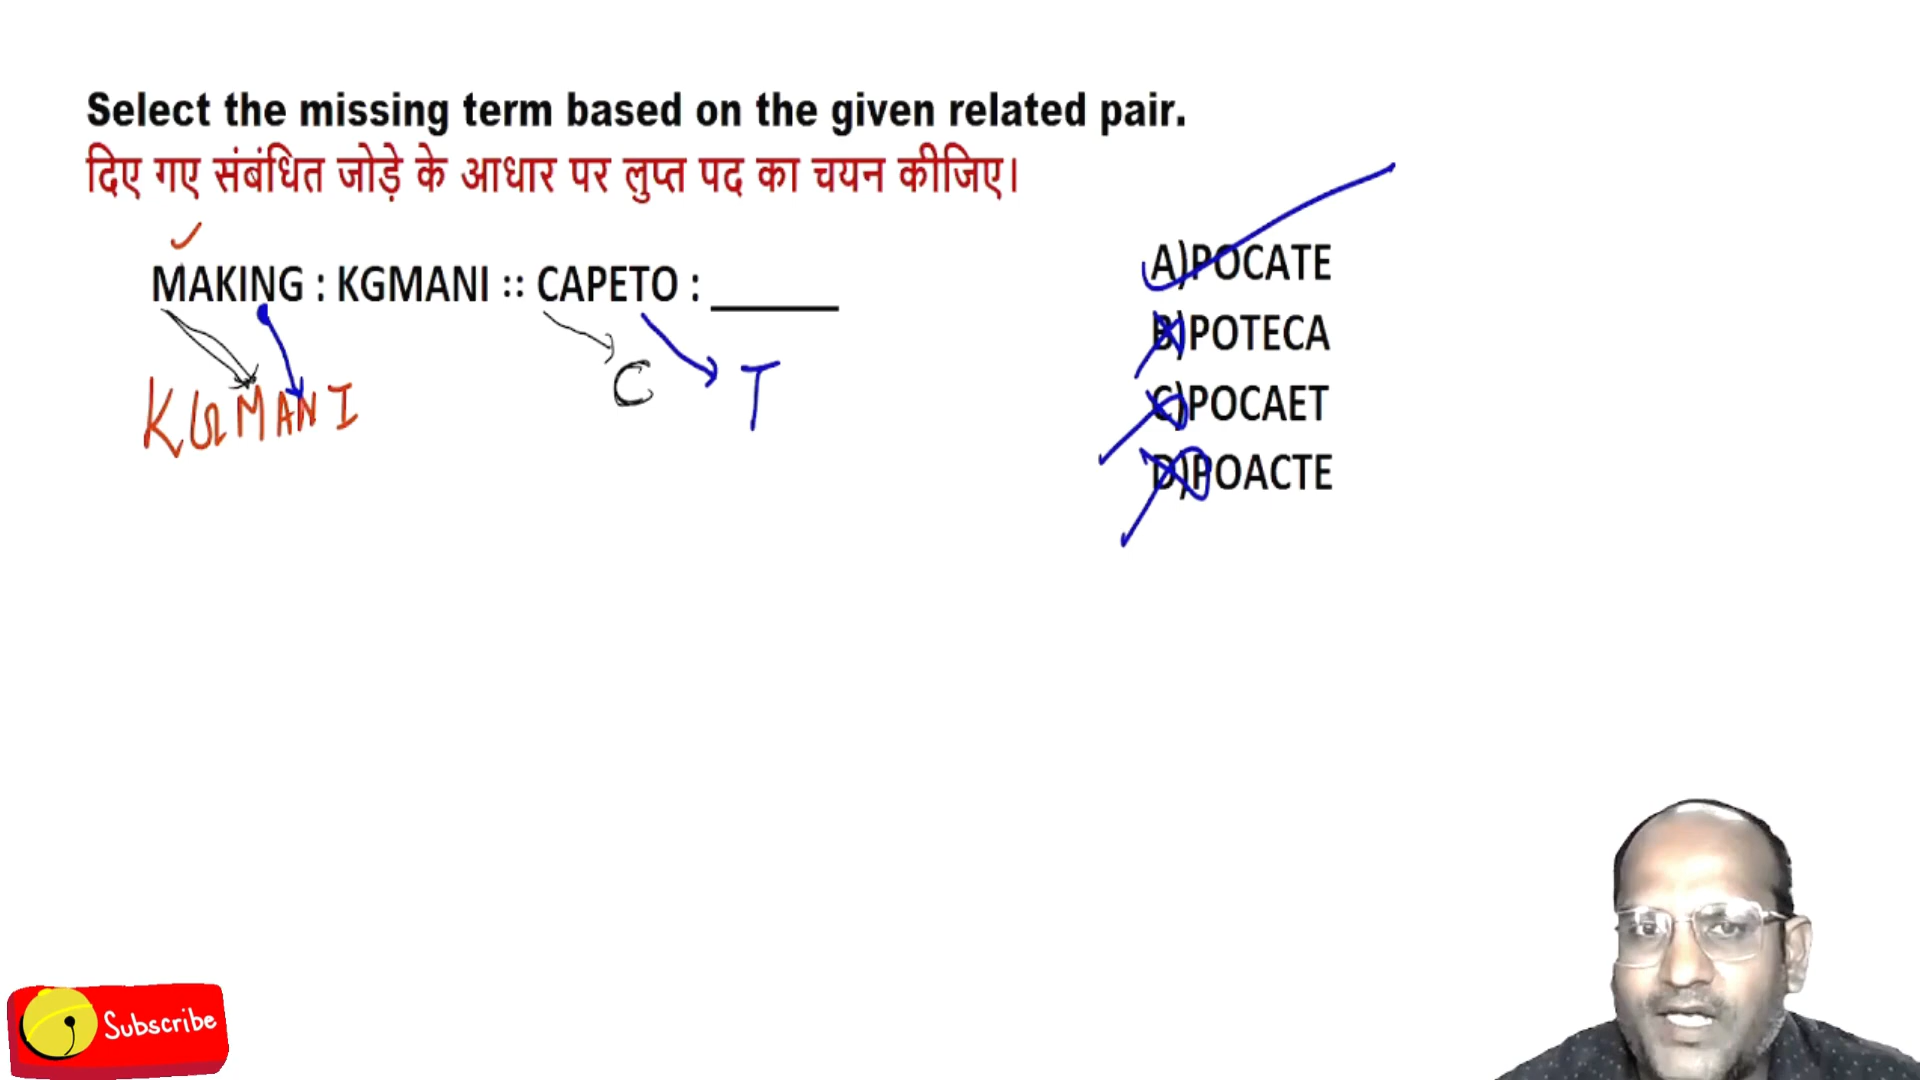 Select the missing term based on the given related pair.
दिए गए संबंधित जोड़े के आधार पर लुप्त पद का चयन कीजिए।
MAKING : KGMANI :: CAPETO : ______
KGMANI
C
T
A)POCATE
B)POTECA
C)POCAET
D)POACTE
Subscribe